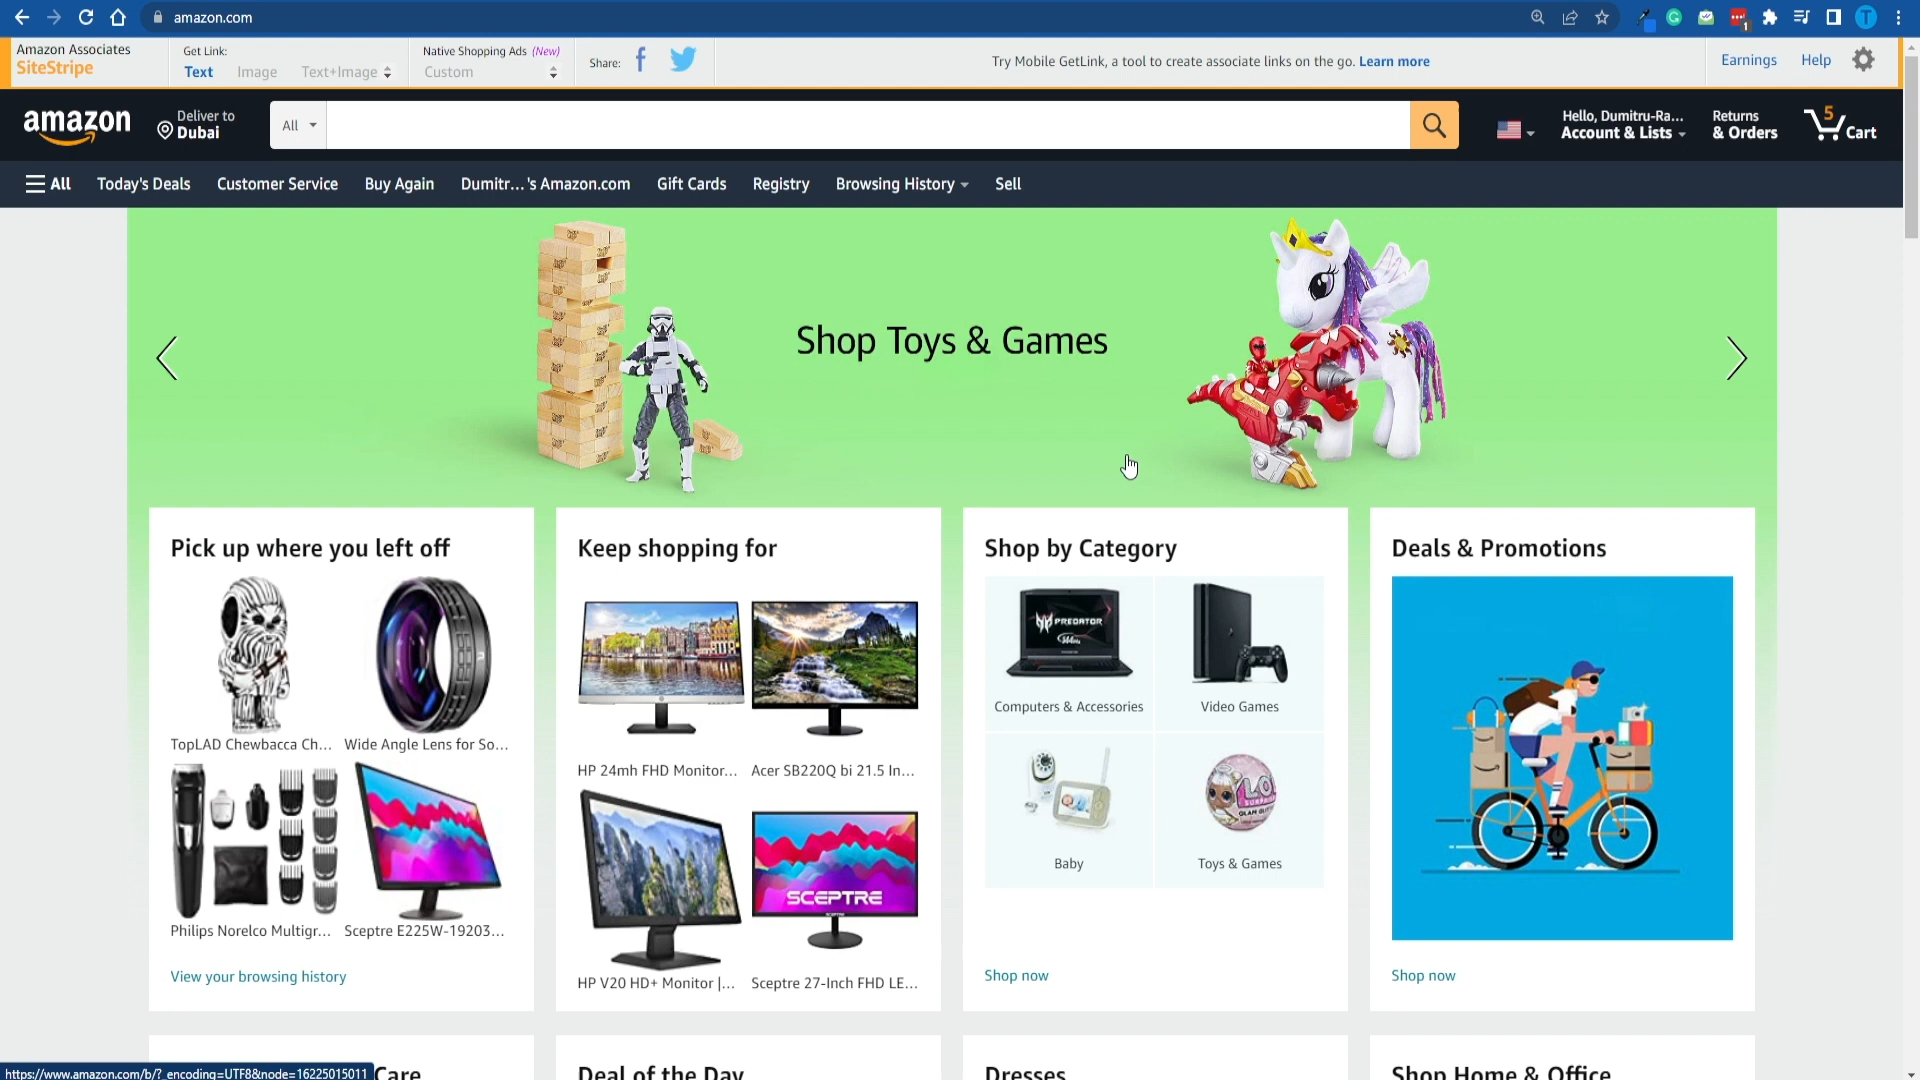 amazon.com
Amazon Associates
SiteStripe
Get Link:
Text
Image
Text+Image
Native Shopping Ads (New)
Custom
Share:
Try Mobile GetLink, a tool to create associate links on the go. Learn more
Earnings
Help
amazon
Deliver to
Dubai
All
Hello, Dumitru-Ra...
Account & Lists
Returns
& Orders
5
Cart
All
Today's Deals
Customer Service
Buy Again
Dumitr...'s Amazon.com
Gift Cards
Registry
Browsing History
Sell
Shop Toys & Games
Pick up where you left off
TopLAD Chewbacca Ch...
Wide Angle Lens for So...
Philips Norelco Multigr...
Sceptre E225W-19203...
View your browsing history
Keep shopping for
HP 24mh FHD Monitor...
Acer SB220Q bi 21.5 In...
SCEPTRE
HP V20 HD+ Monitor |...
Sceptre 27-Inch FHD LE...
Shop by Category
PREDATOR
Computers & Accessories
Video Games
Baby
L.O.L.
SURPRISE
Toys & Games
Shop now
Deals & Promotions
Shop now
https://www.amazon.com/b/?_encoding=UTF8&node=16225015011
Care
Deal of the Day
Dresses
Shop Home & Office